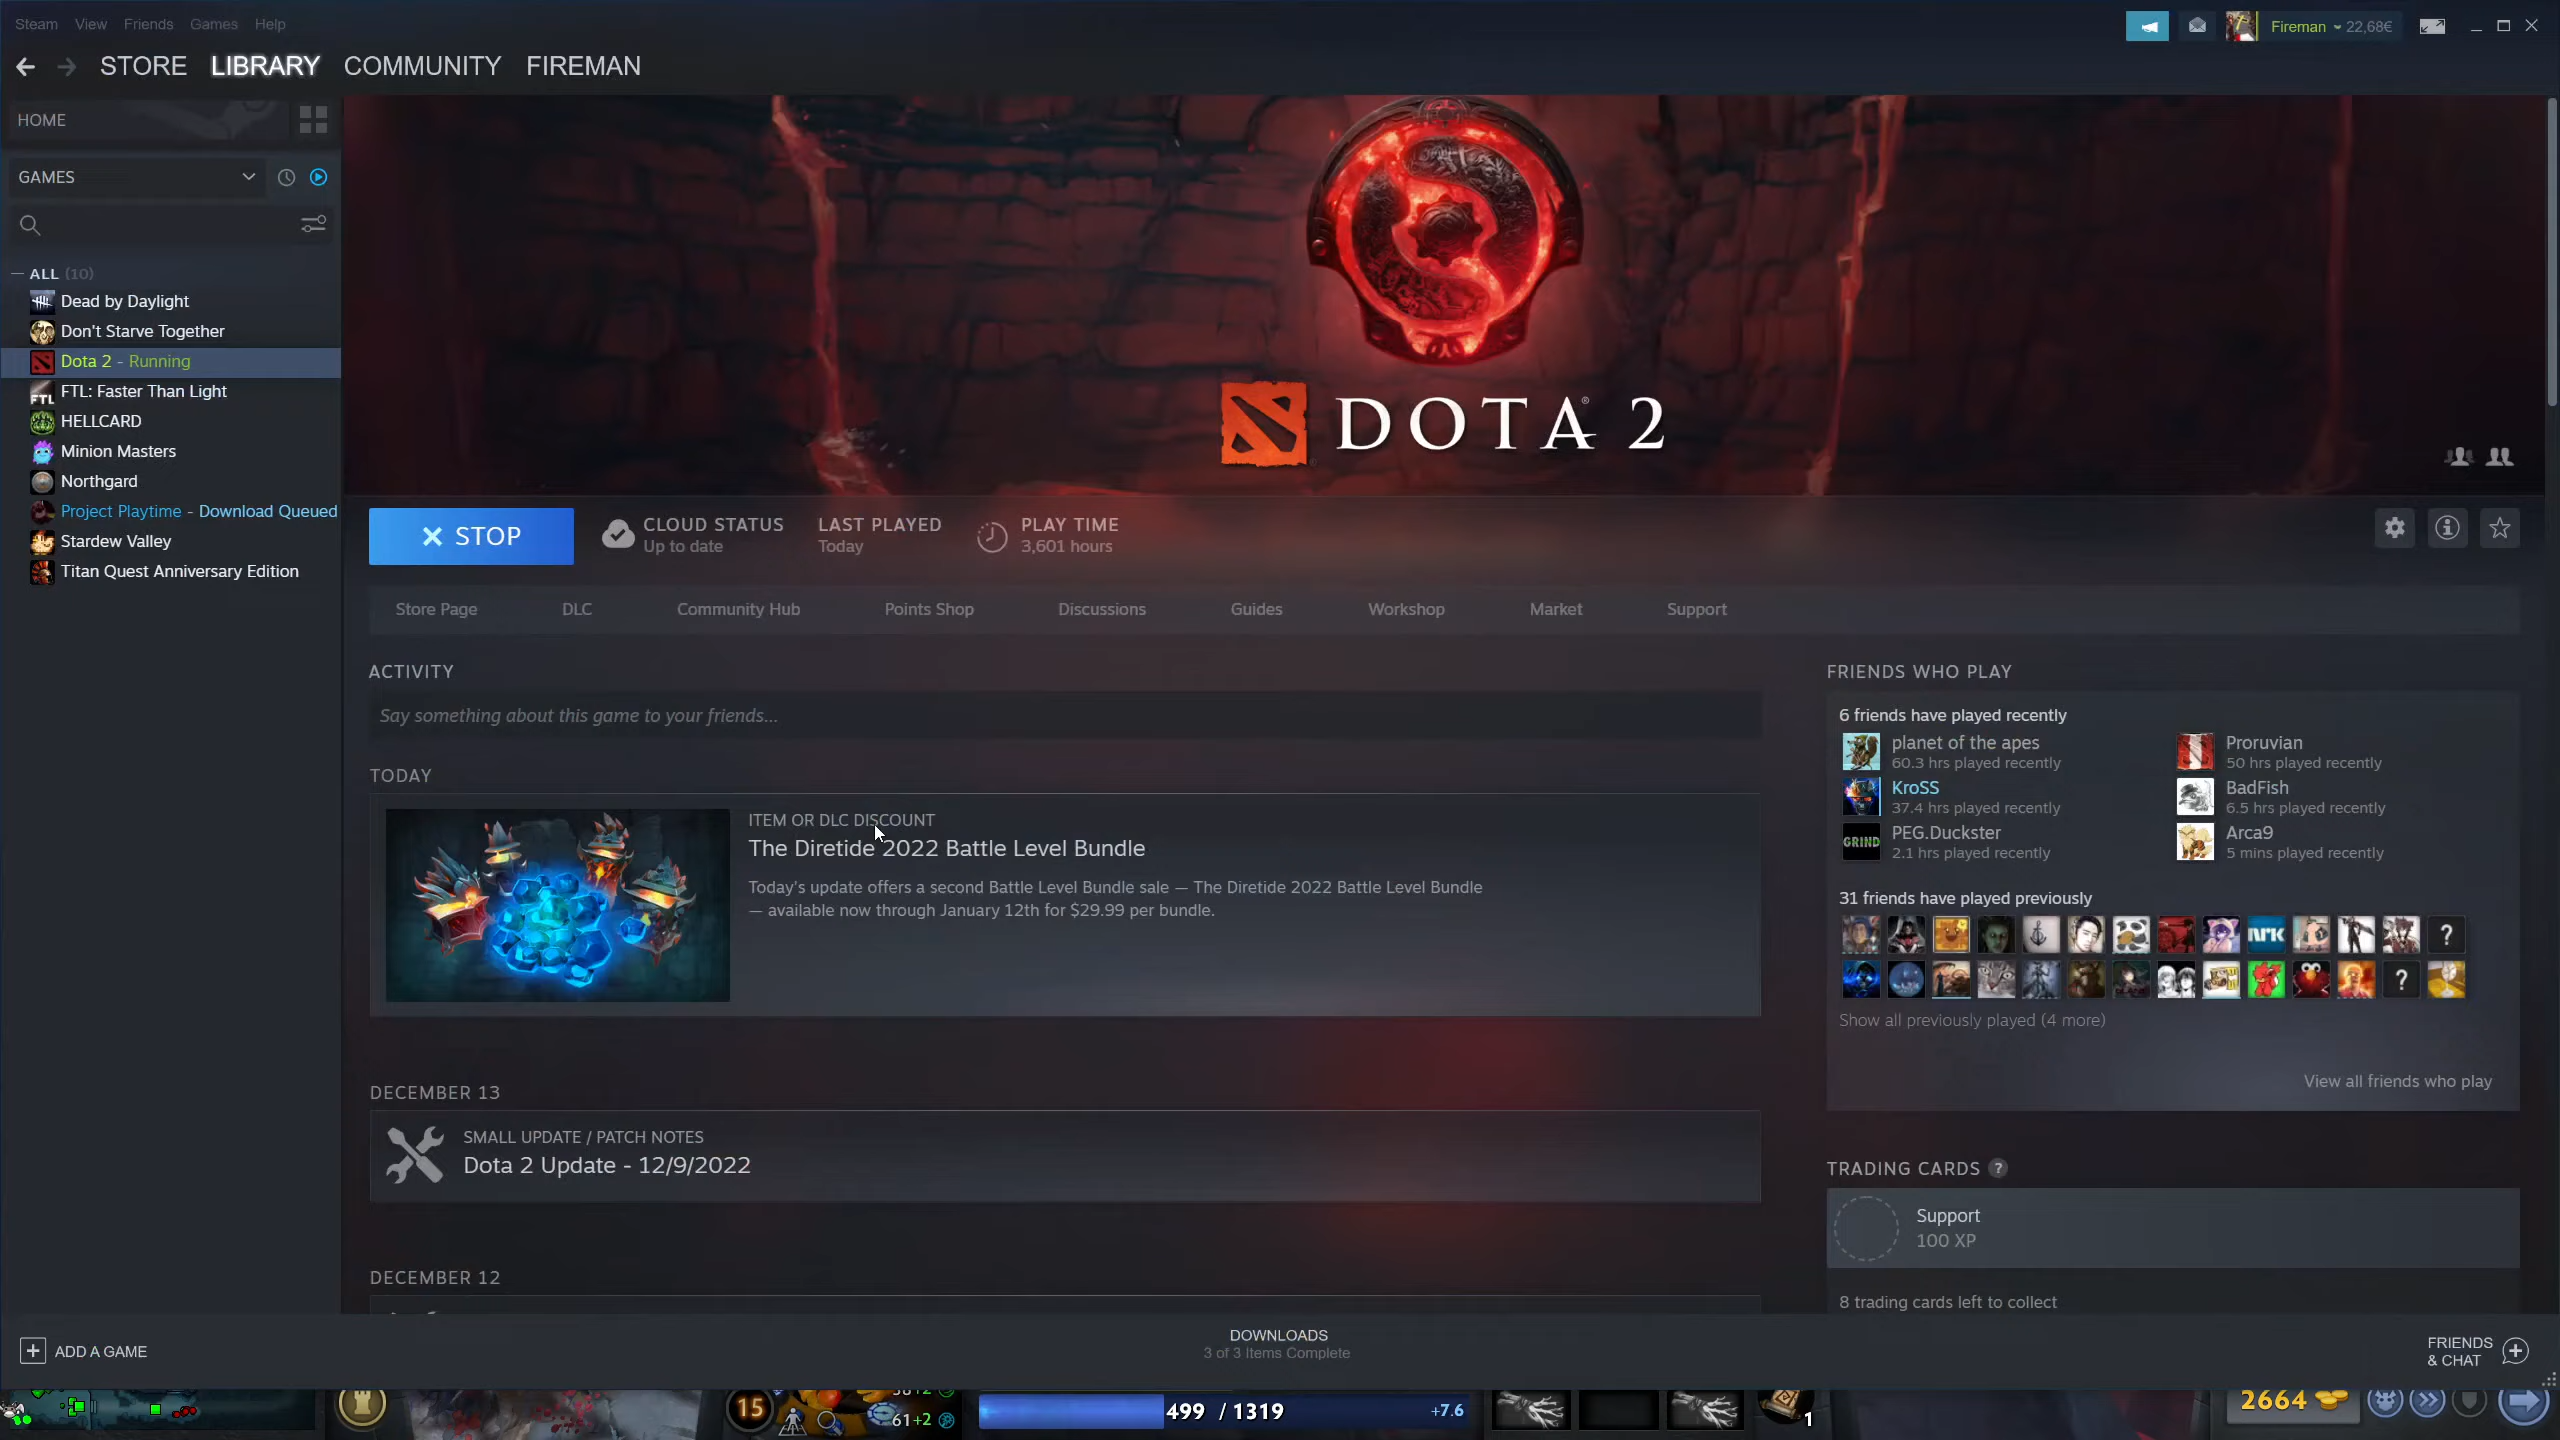 Steam View Friends Games Help
Fireman 22,68€
STORE LIBRARY COMMUNITY FIREMAN
HOME
GAMES
— ALL (10)
Dead by Daylight
Don't Starve Together
Dota 2 - Running
FTL: Faster Than Light
HELLCARD
Minion Masters
Northgard
Project Playtime - Download Queued
Stardew Valley
Titan Quest Anniversary Edition
DOTA 2
STOP
CLOUD STATUS
Up to date
LAST PLAYED
Today
PLAY TIME
3,601 hours
Store Page DLC Community Hub Points Shop Discussions Guides Workshop Market Support
ACTIVITY
Say something about this game to your friends...
TODAY
ITEM OR DLC DISCOUNT
The Diretide 2022 Battle Level Bundle
Today's update offers a second Battle Level Bundle sale — The Diretide 2022 Battle Level Bundle
— available now through January 12th for $29.99 per bundle.
DECEMBER 13
SMALL UPDATE / PATCH NOTES
Dota 2 Update - 12/9/2022
DECEMBER 12
FRIENDS WHO PLAY
6 friends have played recently
planet of the apes
60.3 hrs played recently
Proruvian
50 hrs played recently
KroSS
37.4 hrs played recently
BadFish
6.5 hrs played recently
GRIND
PEG.Duckster
2.1 hrs played recently
Arca9
5 mins played recently
31 friends have played previously
nrk
?
?
Show all previously played (4 more)
View all friends who play
TRADING CARDS ?
Support
100 XP
8 trading cards left to collect
ADD A GAME
DOWNLOADS
3 of 3 Items Complete
FRIENDS
& CHAT
15
61+2
499 / 1319
+7.6
1
2664